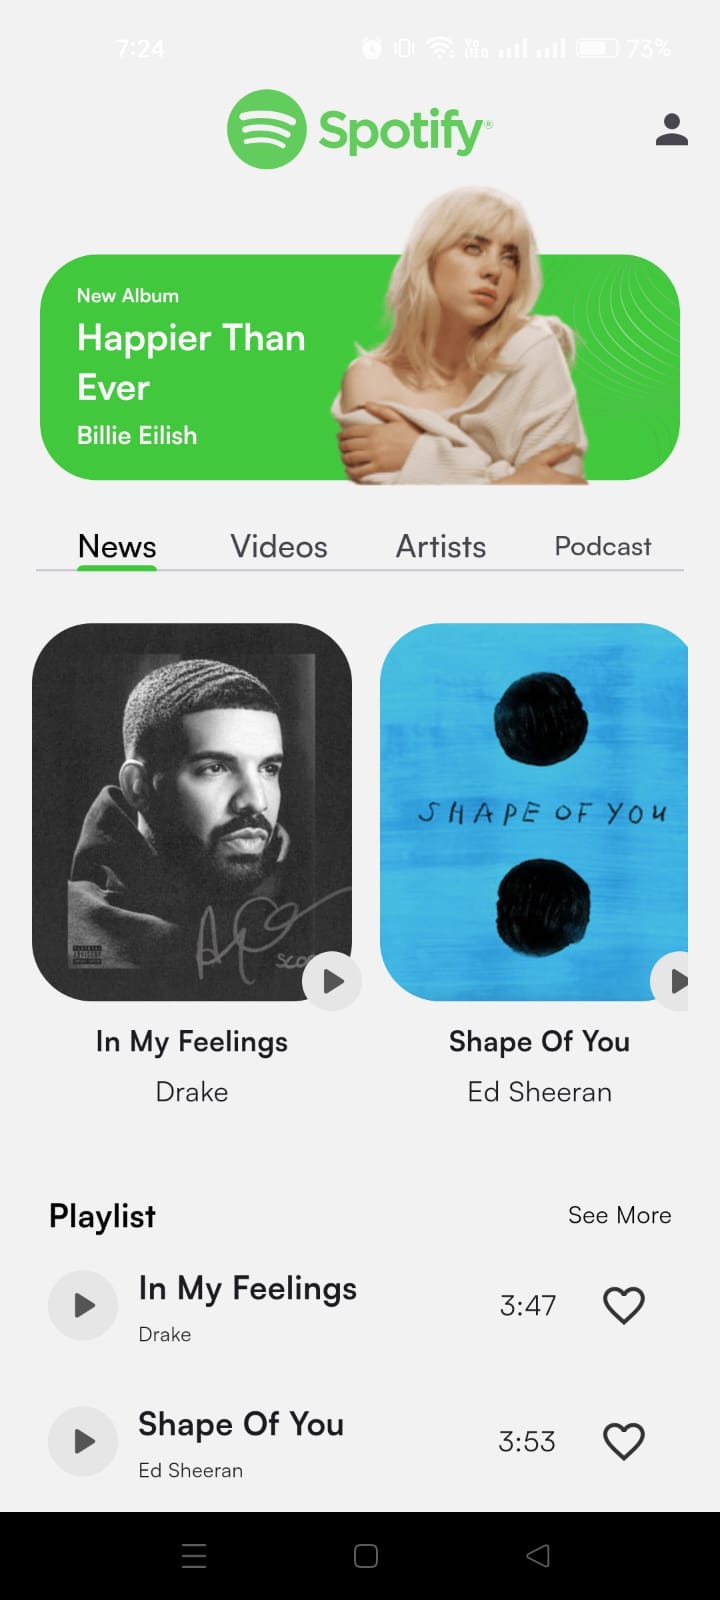 7:24
Vo
LTE
73%
Spotify®
New Album
Happier Than
Ever
Billie Eilish
News Videos Artists Podcast
SHAPE OF YOU
In My Feelings Shape Of You
Drake Ed Sheeran
Playlist See More
In My Feelings 3:47
Drake
Shape Of You 3:53
Ed Sheeran